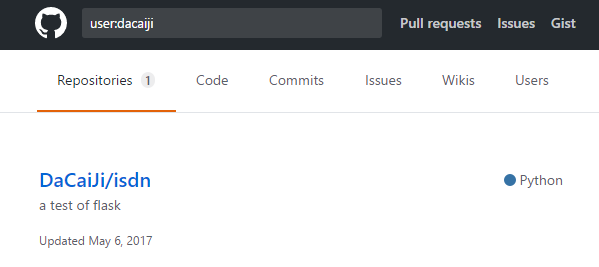 user:dacaiji Pull requests Issues Gist
Repositories 1 Code Commits Issues Wikis Users
DaCaiJi/isdn Python
a test of flask
Updated May 6, 2017